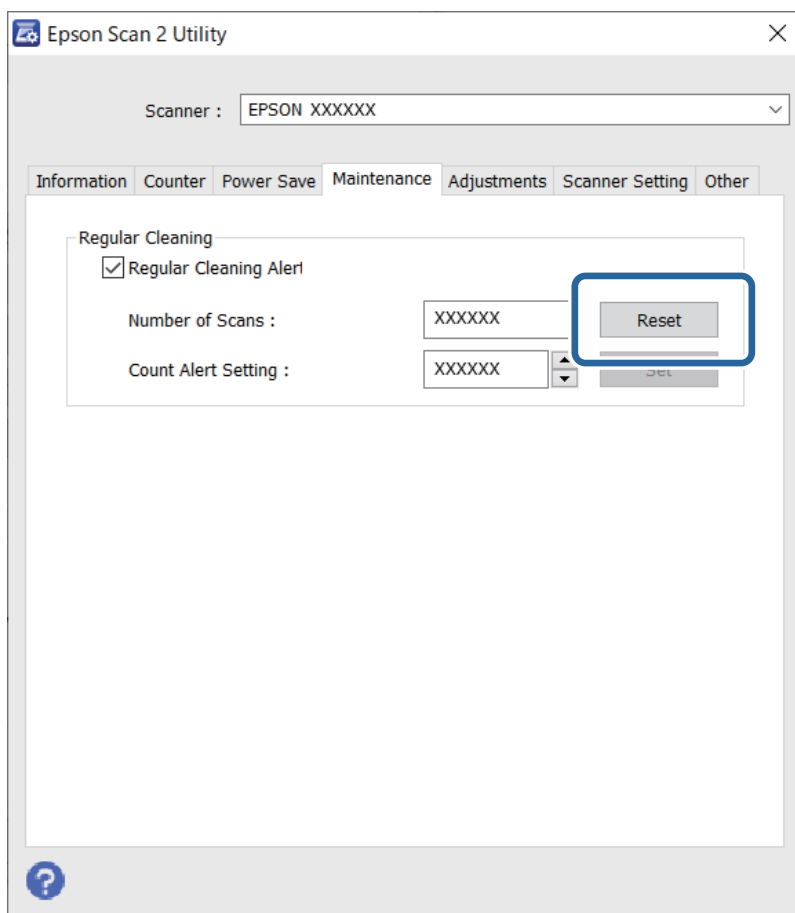 Epson Scan 2 Utility
Scanner : EPSON XXXXXX
Information Counter Power Save Maintenance Adjustments Scanner Setting Other
Regular Cleaning
Regular Cleaning Alert
Number of Scans : XXXXXX Reset
Count Alert Setting : XXXXXX Set
?